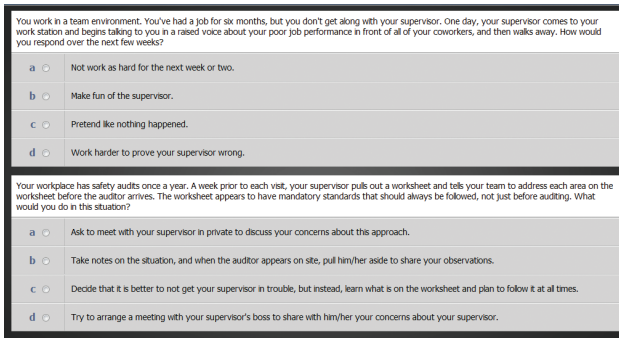 You work in a team environment. You've had a job for six months, but you don't get along with your supervisor. One day, your supervisor comes to your
work station and begins talking to you in a raised voice about your poor job performance in front of all of your coworkers, and then walks away. How would
you respond over the next few weeks?
a Not work as hard for the next week or two.
b Make fun of the supervisor.
c Pretend like nothing happened.
d Work harder to prove your supervisor wrong.
Your workplace has safety audits once a year. A week prior to each visit, your supervisor pulls out a worksheet and tells your team to address each area on the
worksheet before the auditor arrives. The worksheet appears to have mandatory standards that should always be followed, not just before auditing. What
would you do in this situation?
a Ask to meet with your supervisor in private to discuss your concerns about this approach.
b Take notes on the situation, and when the auditor appears on site, pull him/her aside to share your observations.
c Decide that it is better to not get your supervisor in trouble, but instead, learn what is on the worksheet and plan to follow it at all times.
d Try to arrange a meeting with your supervisor's boss to share with him/her your concerns about your supervisor.